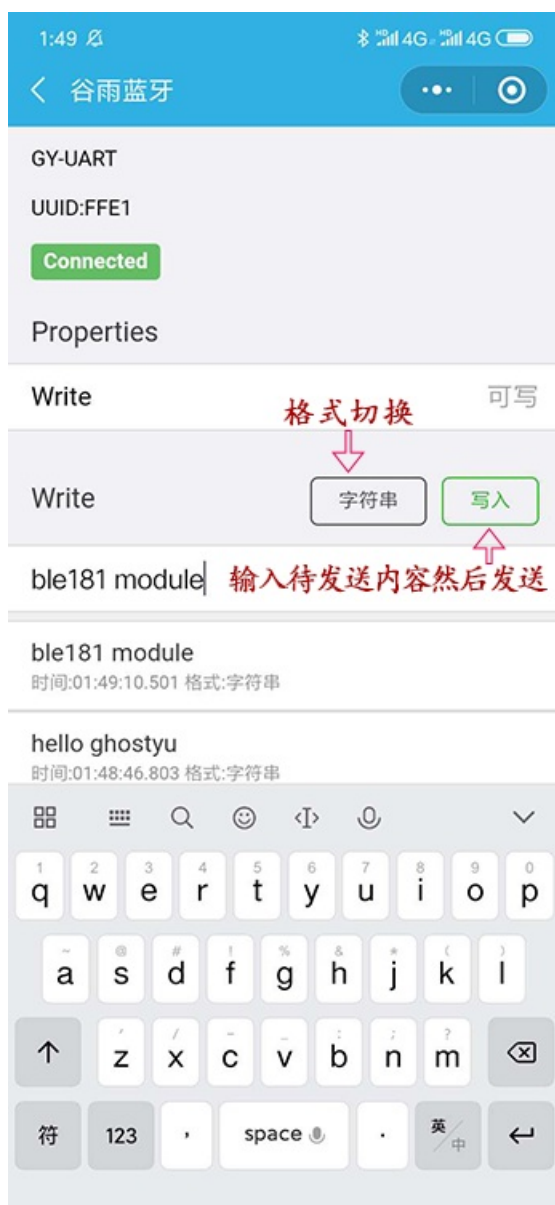 1:49 HD 4G HD 4G
谷雨蓝牙
GY-UART
UUID:FFE1
Connected
Properties
Write 可写
格式切换
Write 字符串 写入
ble181 module 输入待发送内容然后发送
ble181 module
时间:01:49:10.501 格式:字符串
hello ghostyu
时间:01:48:46.803 格式:字符串
1 2 3 4 5 6 7 8 9 0
q w e r t y u i o p
~ @ # ! % & * ( )
a s d f g h j k l
' / - _ : ; ?
z x c v b n m
符 123 , space . 英/中